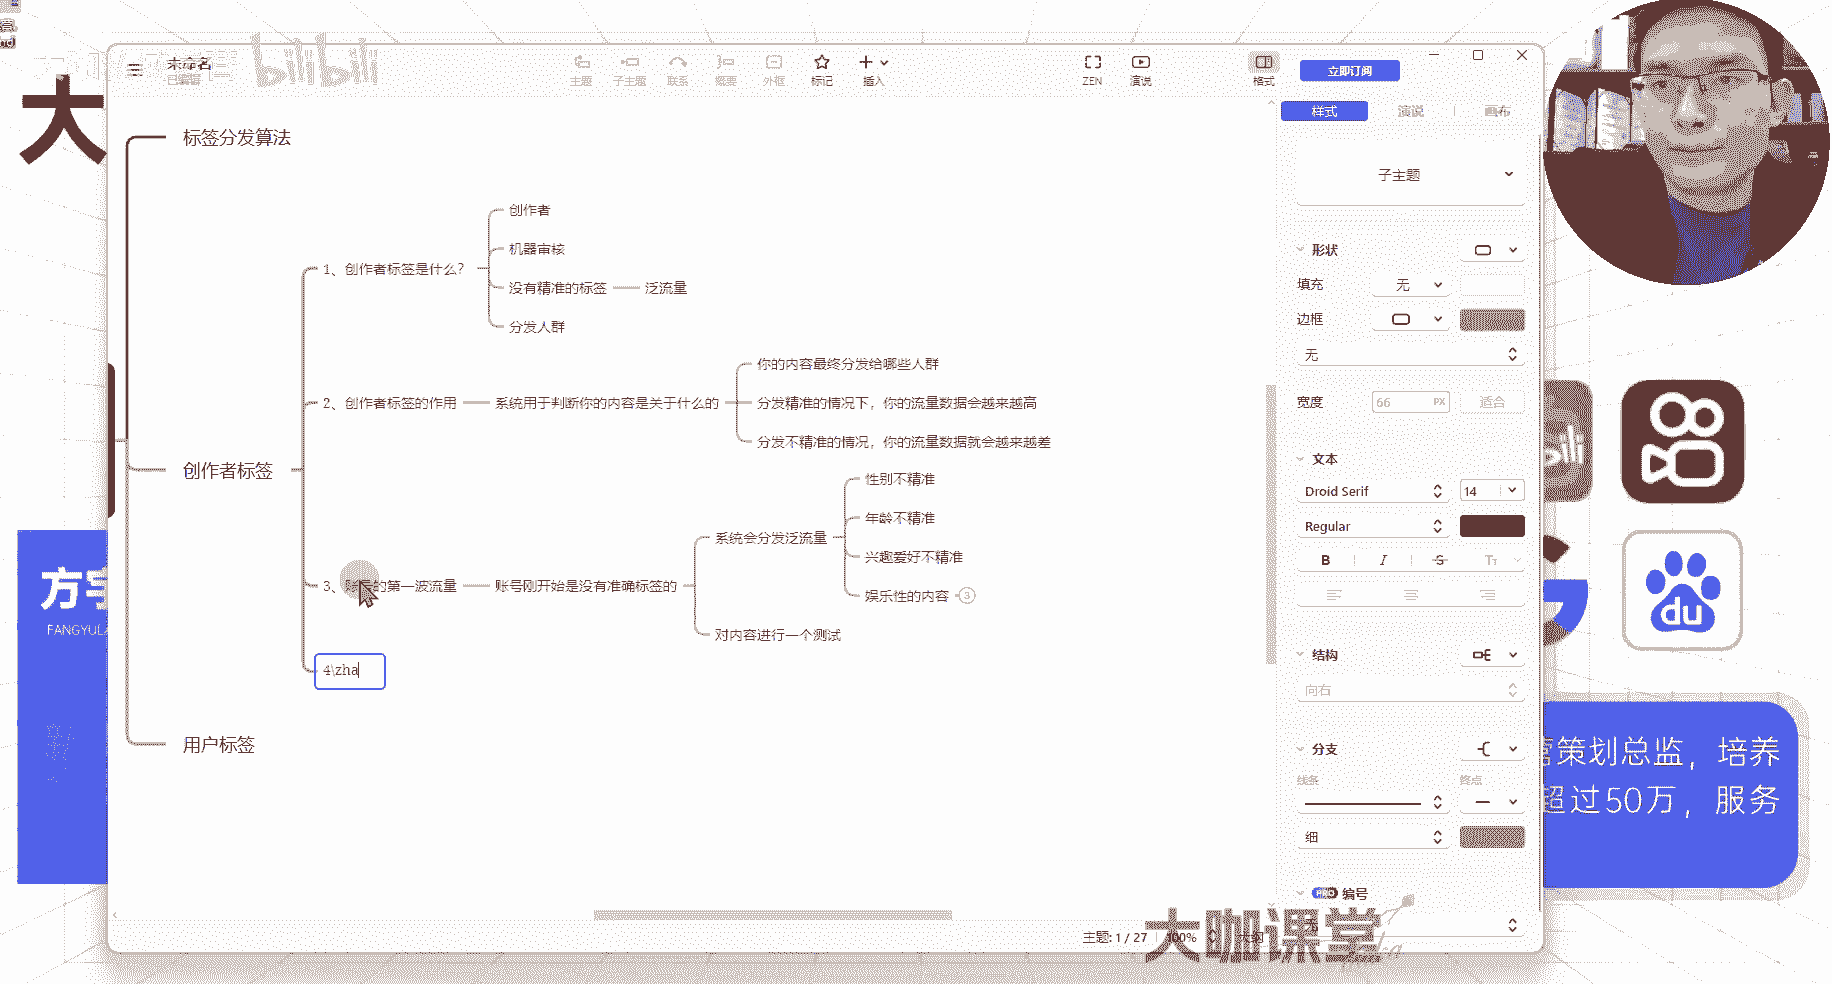 未命名
已编辑
bilibili
主题
子主题
联系
概要
外框
标记
插入
ZEN
演说
格式
立即订阅
大
标签分发算法
创作者标签
用户标签
1、创作者标签是什么？
创作者
机器审核
没有精准的标签
泛流量
分发人群
2、创作者标签的作用
系统用于判断你的内容是关于什么的
你的内容最终分发给哪些人群
分发精准的情况下，你的流量数据会越来越高
分发不精准的情况，你的流量数据就会越来越差
3、
的第一波流量
账号刚开始是没有准确标签的
系统会分发泛流量
性别不精准
年龄不精准
兴趣爱好不精准
娱乐性的内容
3
对内容进行一个测试
4\zha
样式
演说
画布
子主题
形状
填充
无
边框
无
宽度
66
PX
适合
文本
Droid Serif
14
Regular
B
I
S
Tт
结构
向右
分支
线条
终点
细
PRO 编号
主题: 1 / 27
100%
大纲
大咖课堂
方宇
FANGYUL
du
营策划总监，培养
超过50万，服务